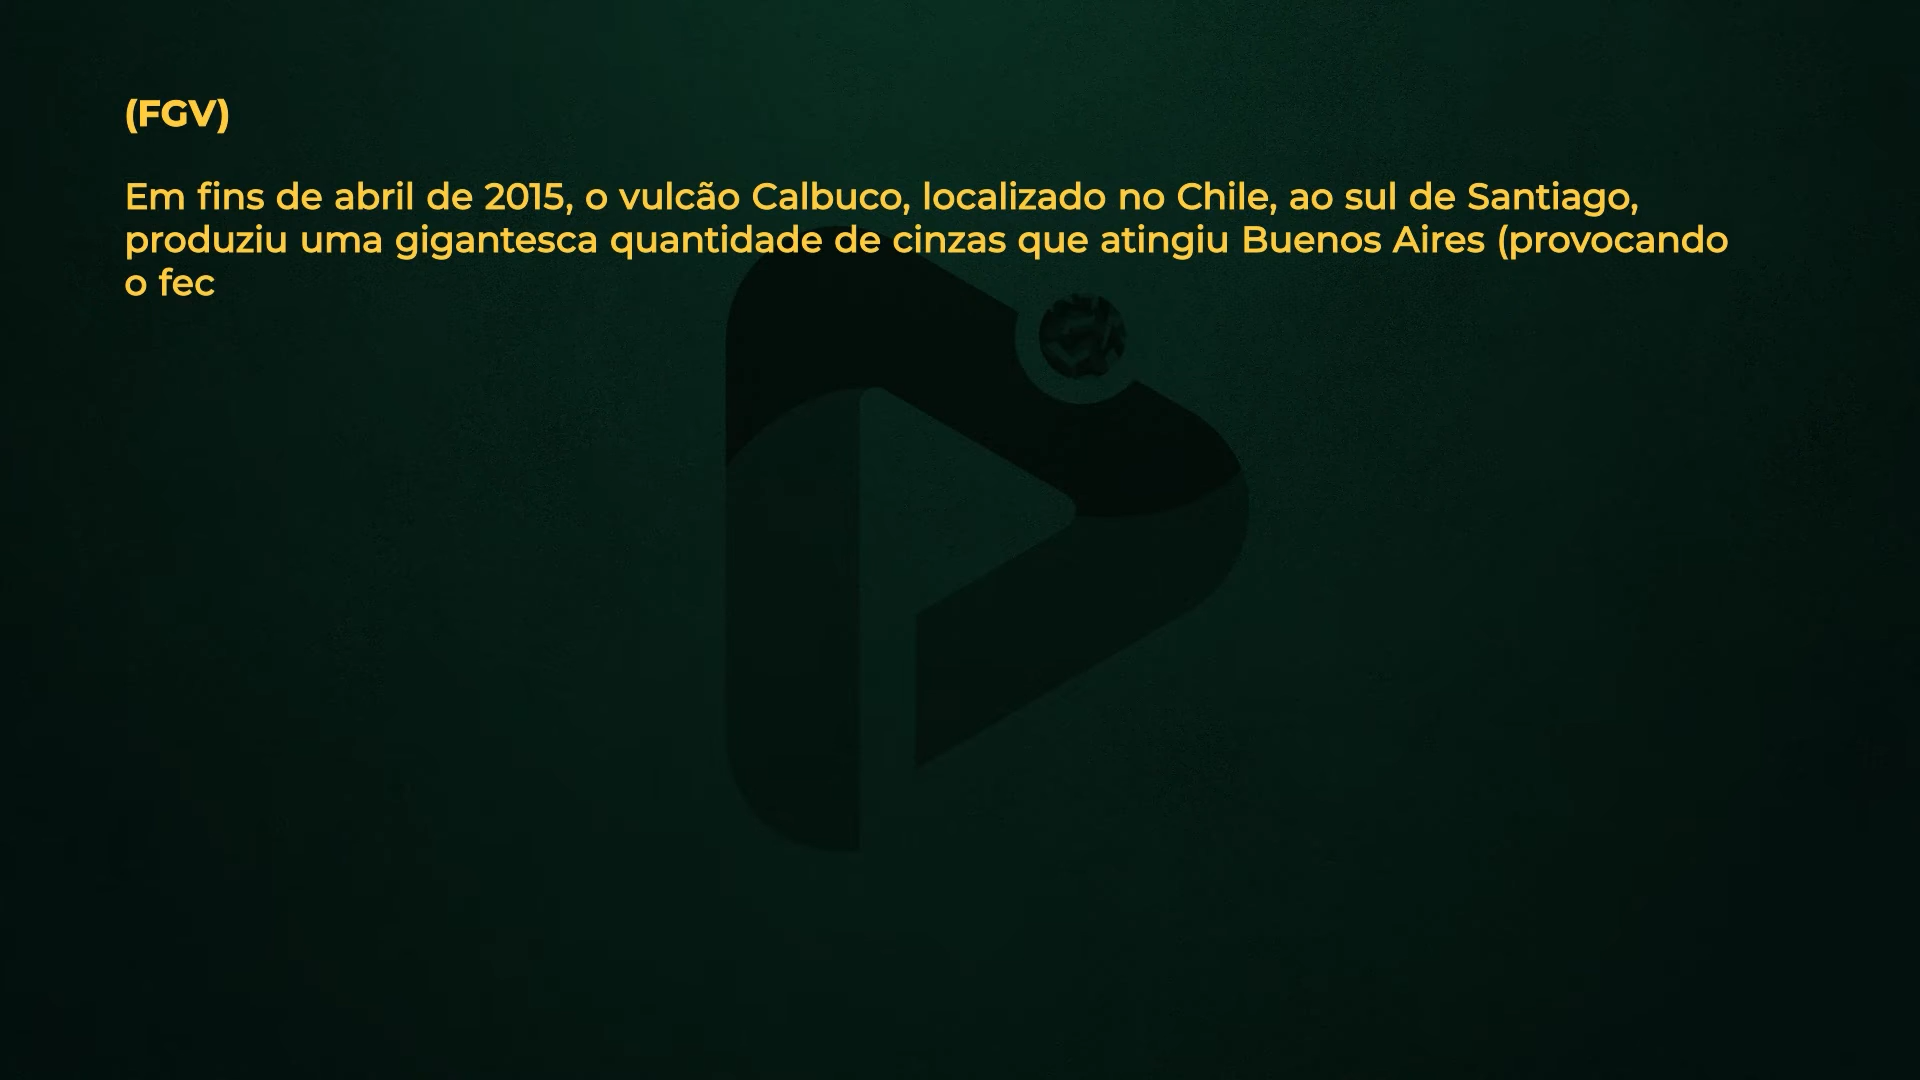 (FGV)
Em fins de abril de 2015, o vulcão Calbuco, localizado no Chile, ao sul de Santiago,
produziu uma gigantesca quantidade de cinzas que atingiu Buenos Aires (provocando
o fec